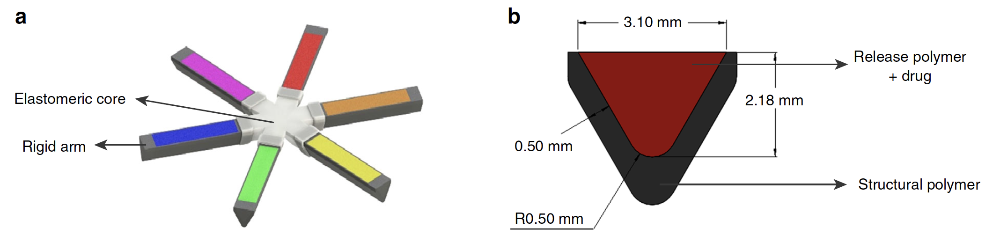 a
Elastomeric core
Rigid arm
b
3.10 mm
Release polymer
+ drug
2.18 mm
0.50 mm
Structural polymer
R0.50 mm